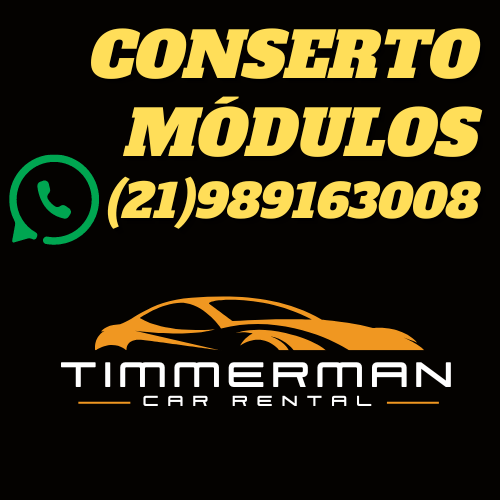 CONSERTO
MÓDULOS
(21)989163008
TIMMERMAN
CAR RENTAL